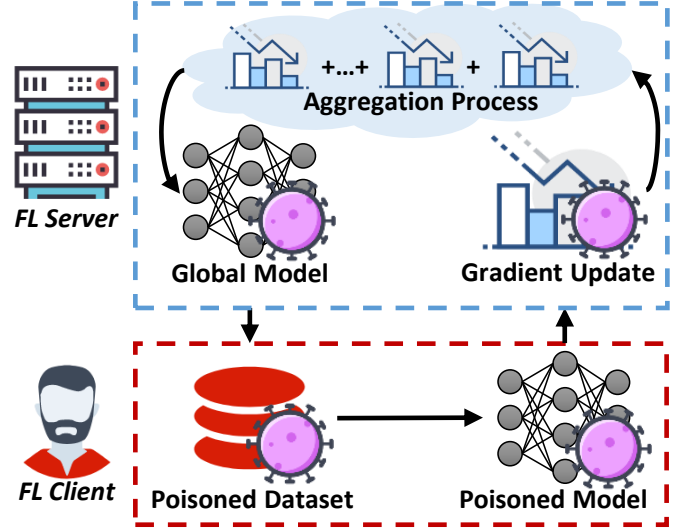 +...+ +
Aggregation Process
FL Server
Global Model
Gradient Update
FL Client
Poisoned Dataset
Poisoned Model